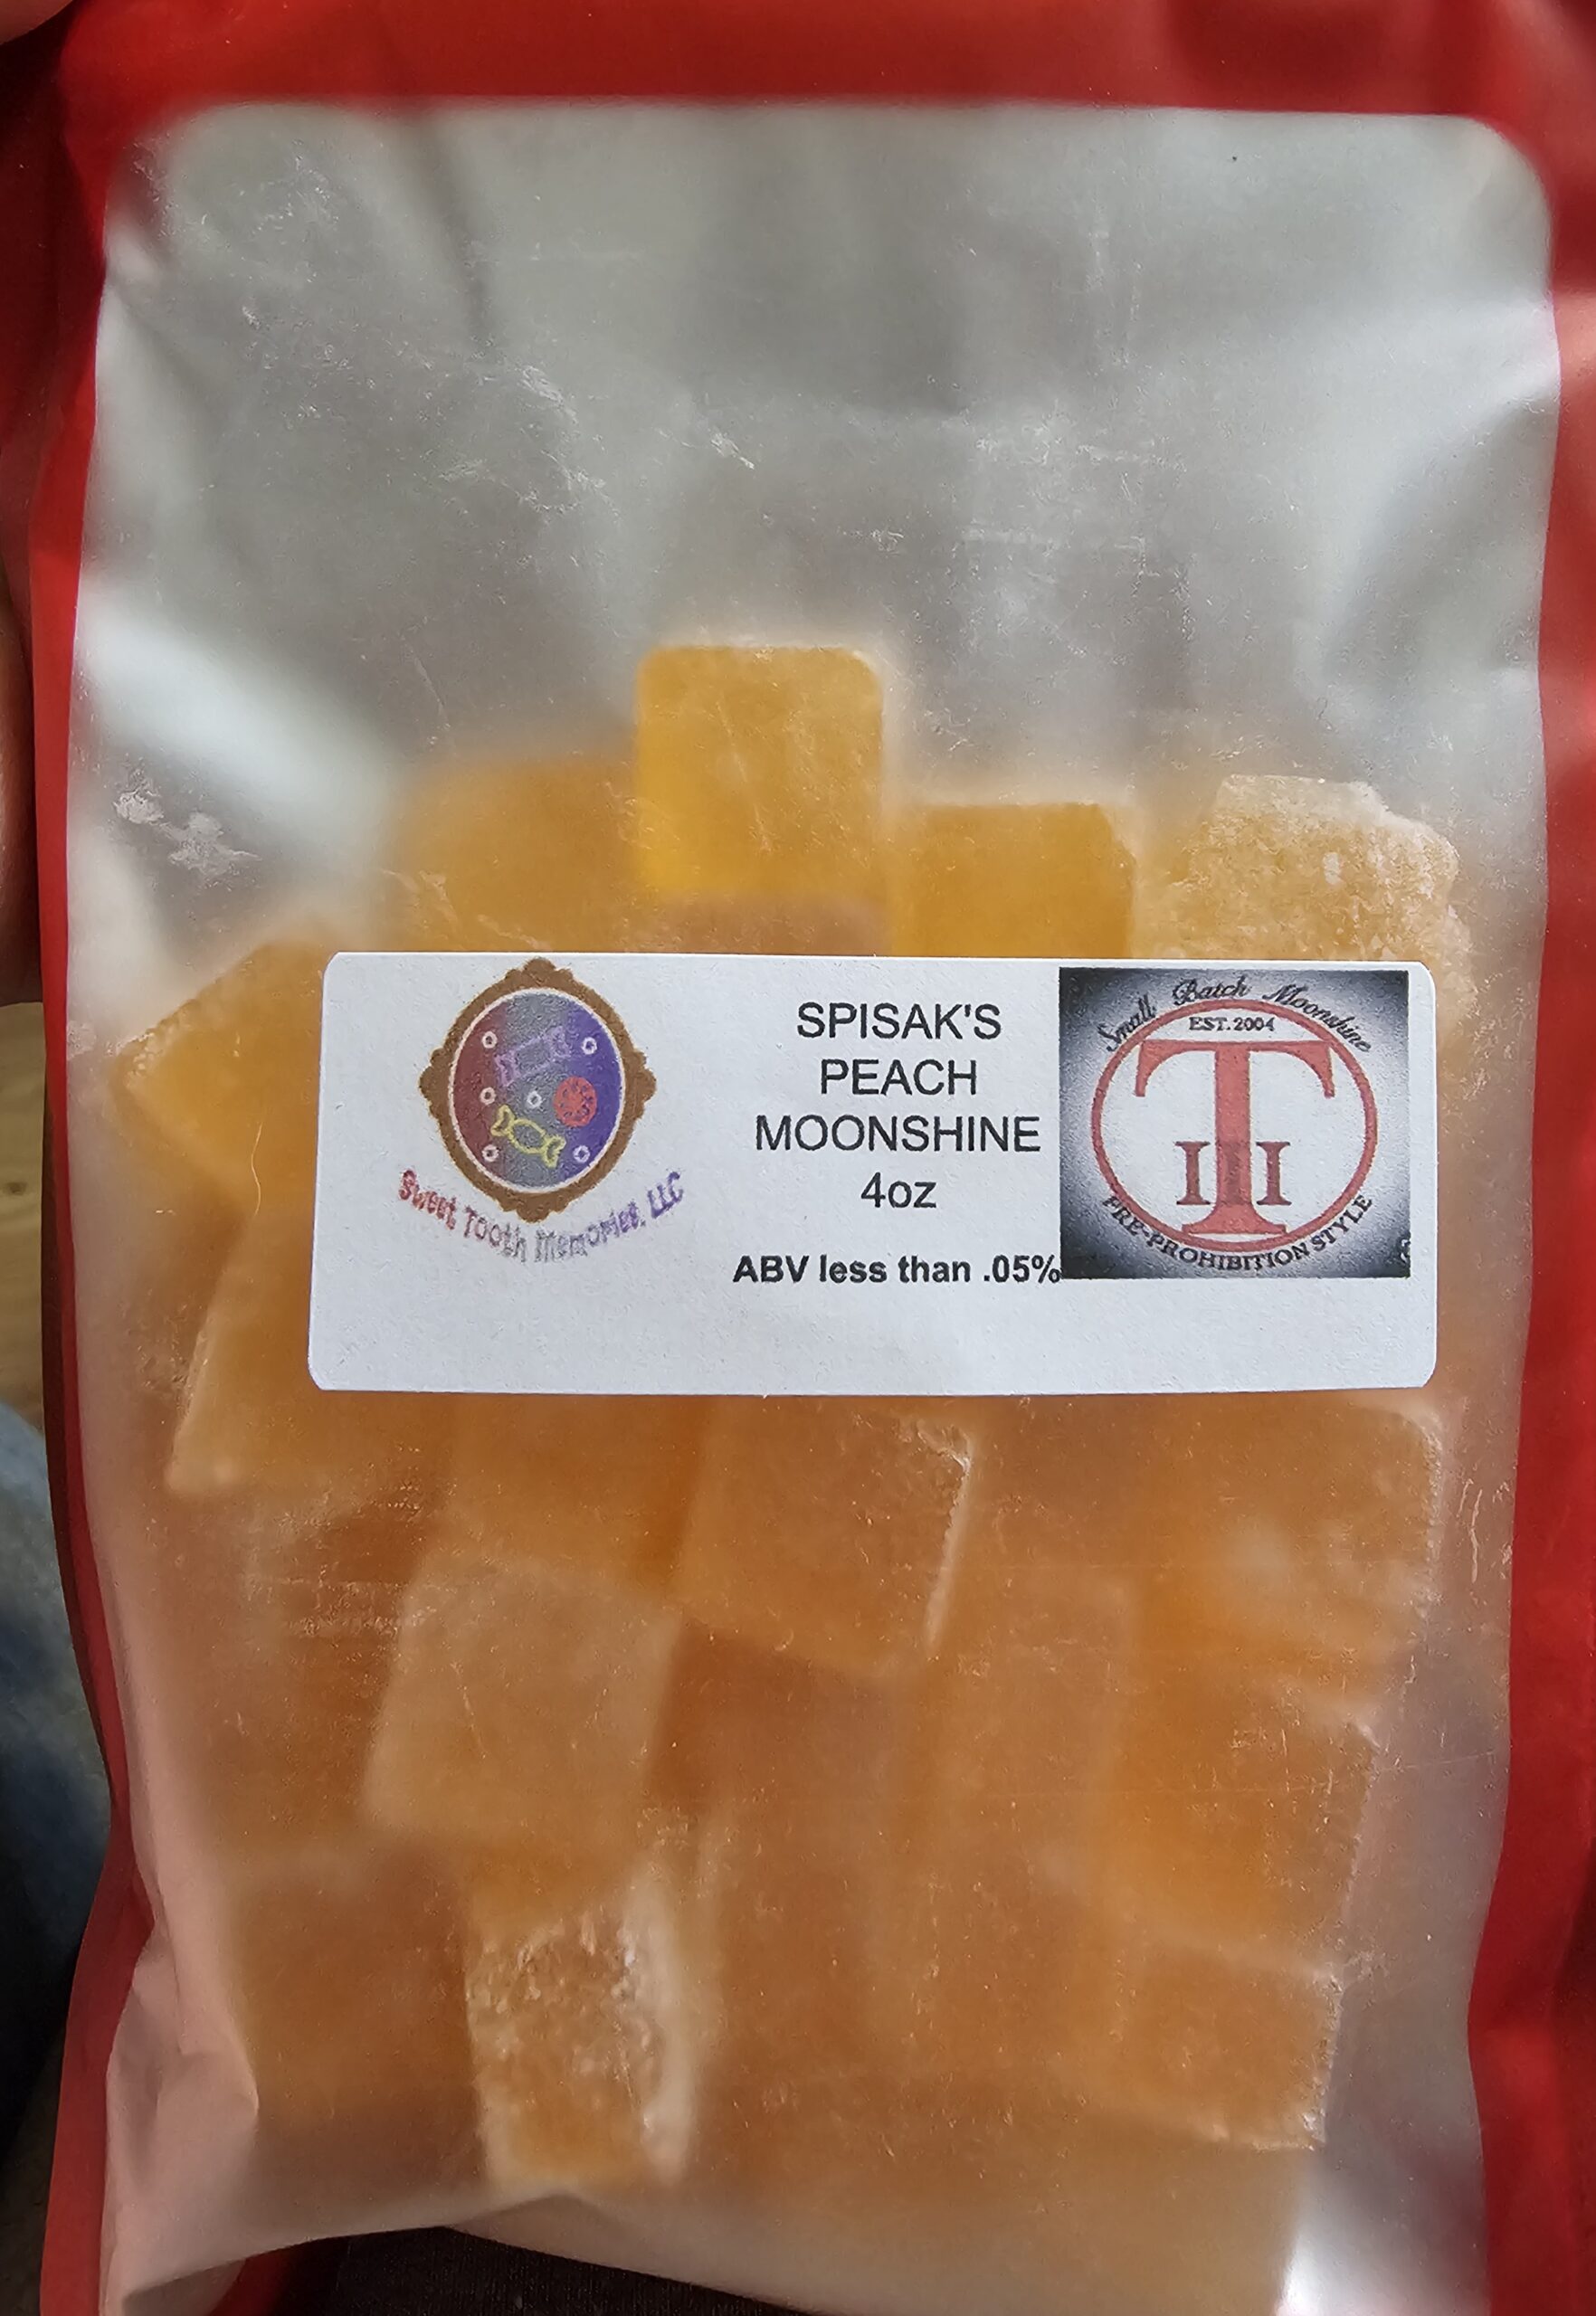 Sweet Tooth Memories, LLC
SPISAK'S
PEACH
MOONSHINE
4oz
ABV less than .05%
Small Batch Moonshine
EST.2004
T
III
PRE-PROHIBITION STYLE